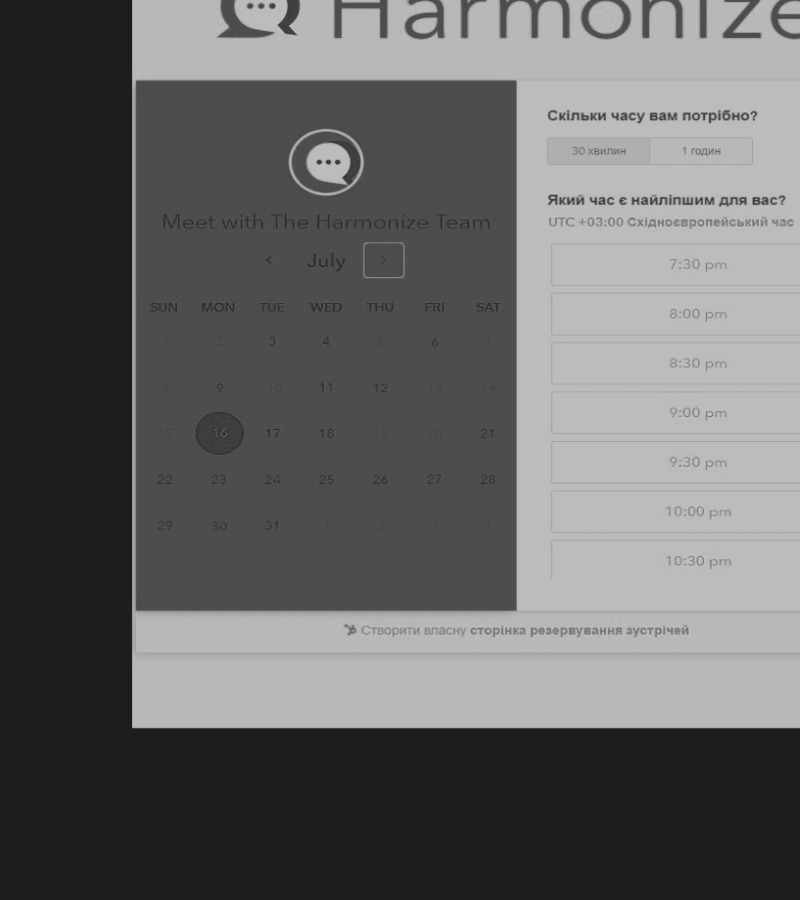 Harmonize
Meet with The Harmonize Team
‹ July ›
SUN MON TUE WED THU FRI SAT
1 2 3 4 5 6 7
8 9 10 11 12 13 14
15 16 17 18 19 20 21
22 23 24 25 26 27 28
29 30 31 1 2 3 4
Скільки часу вам потрібно?
30 хвилин 1 годин
Який час є найліпшим для вас?
UTC +03:00 Східноєвропейський час
7:30 pm
8:00 pm
8:30 pm
9:00 pm
9:30 pm
10:00 pm
10:30 pm
Створити власну сторінка резервування зустрічей